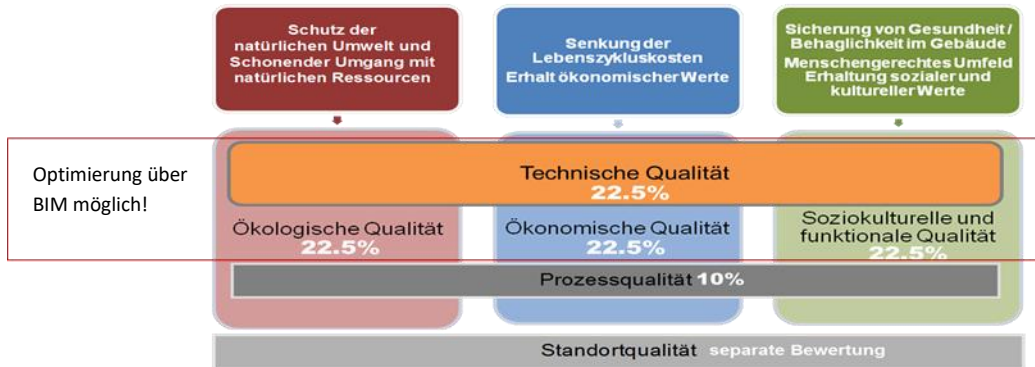 Schutz der
natürlichen Umwelt und
Schonender Umgang mit
natürlichen Ressourcen
Senkung der
Lebenszykluskosten
Erhalt ökonomischer Werte
Sicherung von Gesundheit /
Behaglichkeit im Gebäude
Menschengerechtes Umfeld
Erhaltung sozialer und
kultureller Werte
Optimierung über
BIM möglich!
Technische Qualität
22.5%
Ökologische Qualität
22.5%
Ökonomische Qualität
22.5%
Soziokulturelle und
funktionale Qualität
22.5%
Prozessqualität 10%
Standortqualität separate Bewertung